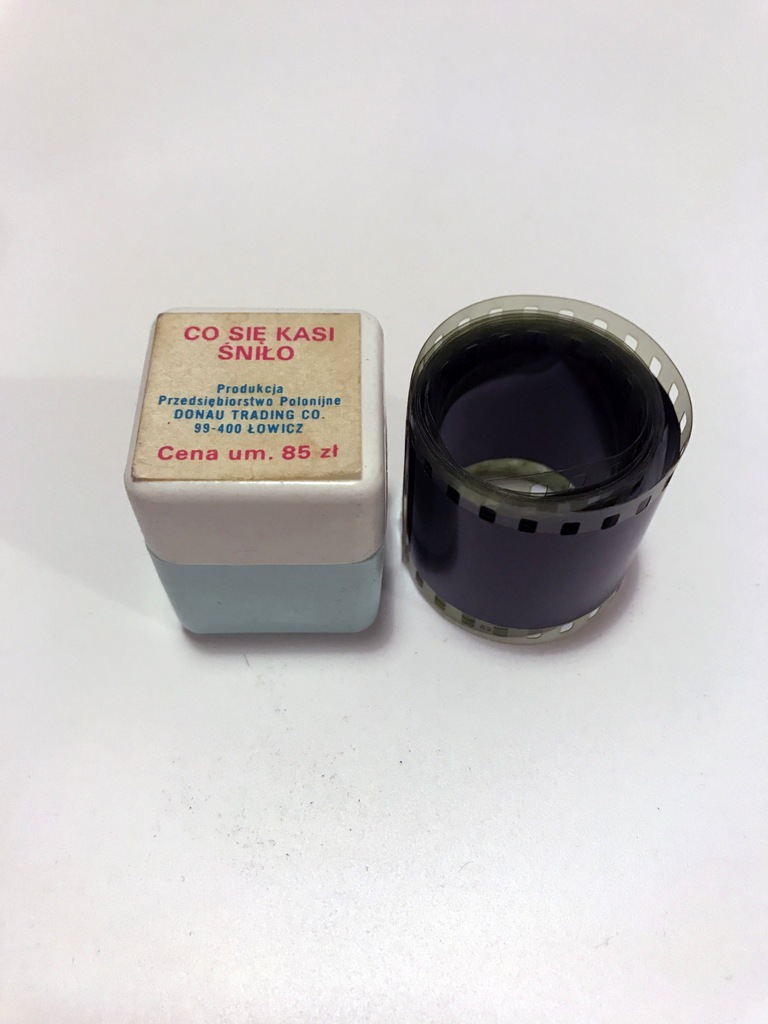 CO SIĘ KASI
ŚNIŁO
Produkcja
Przedsiębiorstwo Polonijne
DONAU TRADING CO.
99-400 ŁOWICZ
Cena um. 85 zł